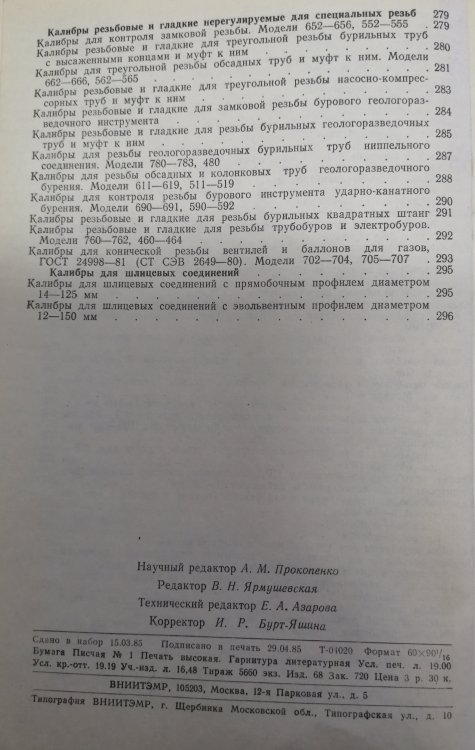 Калибры резьбовые и гладкие нерегулируемые для специальных резьб 279
Калибры для контроля замковой резьбы. Модели 652—656, 552—555 . 279
Калибры резьбовые и гладкие для треугольной резьбы бурильных труб
с высаженными концами и муфт к ним . . . . . . . . 280
Калибры для треугольной резьбы обсадных труб и муфт к ним. Модели
662—666, 562—565 . . . . . . . . . . . . . 281
Калибры резьбовые и гладкие для треугольной резьбы насосно-компрес-
сорных труб и муфт к ним . . . . . . . . . . 283
Калибры резьбовые и гладкие для замковой резьбы бурового геологораз-
ведочного инструмента . . . . . . . . . . . 284
Калибры резьбовые и гладкие для резьбы бурильных геологоразведочных
труб и муфт к ним . . . . . . . . . . . . 285
Калибры для резьбы геологоразведочных бурильных труб ниппельного
соединения. Модели 780—783, 480 . . . . . . . . . 287
Калибры для резьбы обсадных и колонковых труб геологоразведочного
бурения. Модели 611—619, 511—519 . . . . . . . . . 288
Калибры для контроля резьбы бурового инструмента ударно-канатного
бурения. Модели 690—691, 590—592 . . . . . . . . . 290
Калибры резьбовые и гладкие для резьбы бурильных квадратных штанг 291
Калибры резьбовые и гладкие для резьбы трубобуров и электробуров.
Модели 760—762, 460—464 . . . . . . . . . . . 292
Калибры для конической резьбы вентилей и баллонов для газов,
ГОСТ 24998—81 (СТ СЭВ 2649—80). Модели 702—704, 705—707 . . 293
Калибры для шлицевых соединений . . . . . . . . 295
Калибры для шлицевых соединений с прямобочным профилем диаметром
14—125 мм . . . . . . . . . . . . . . 295
Калибры для шлицевых соединений с эвольвентным профилем диаметром
12—150 мм . . . . . . . . . . . . . . 296
Научный редактор А. М. Прокопенко
Редактор В. Н. Ярмушевская
Технический редактор Е. А. Азарова
Корректор И. Р. Бурт-Яшина
Сдано в набор 15.03.85 Подписано в печать 29.04.85 Т-04020 Формат 60×90¹/₁₆
Бумага Писчая № 1 Печать высокая. Гарнитура литературная Усл. печ. л. 19.00
Усл. кр.-отт. 19.19 Уч.-изд. л. 16,48 Тираж 5660 экз. Изд. 68 Зак. 720 Цена 3 р. 30 к.
ВНИИТЭМР, 105203, Москва, 12-я Парковая ул., д. 5
Типография ВНИИТЭМР, г. Щербинка Московской обл., Типографская ул., д. 10